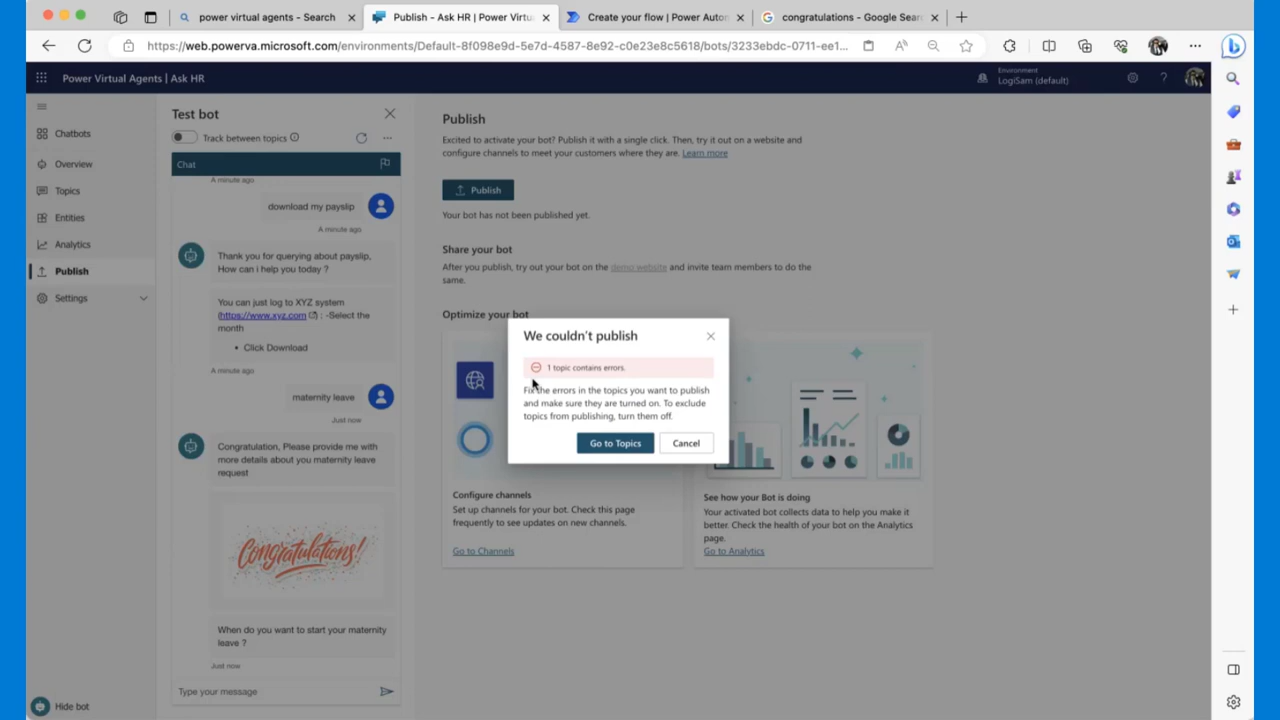 power virtual agents - Search
Publish - Ask HR | Power Virtu
Create your flow | Power Auton
congratulations - Google Sear
https://web.powerva.microsoft.com/environments/Default-8f098e9d-5e7d-4587-8e92-c0e23e8c5618/bots/3233ebdc-0711-ee1...
Power Virtual Agents | Ask HR
Environment
LogiSam (default)
Chatbots
Overview
Topics
Entities
Analytics
Publish
Settings
Hide bot
Test bot
Track between topics
Chat
A minute ago
download my payslip
A minute ago
Thank you for querying about payslip,
How can i help you today ?
You can just log to XYZ system
(https://www.xyz.com ) : -Select the
month
• Click Download
A minute ago
maternity leave
Just now
Congratulation, Please provide me with
more details about you maternity leave
request
Congratulations!
When do you want to start your maternity
leave ?
Just now
Type your message
Publish
Excited to activate your bot? Publish it with a single click. Then, try it out on a website and
configure channels to meet your customers where they are. Learn more
Publish
Your bot has not been published yet.
Share your bot
After you publish, try out your bot on the demo website and invite team members to do the
same.
Optimize your bot
We couldn't publish
1 topic contains errors.
Fix the errors in the topics you want to publish
and make sure they are turned on. To exclude
topics from publishing, turn them off.
Go to Topics
Cancel
Configure channels
Set up channels for your bot. Check this page
frequently to see updates on new channels.
Go to Channels
See how your Bot is doing
Your activated bot collects data to help you make it
better. Check the health of your bot on the Analytics
page.
Go to Analytics